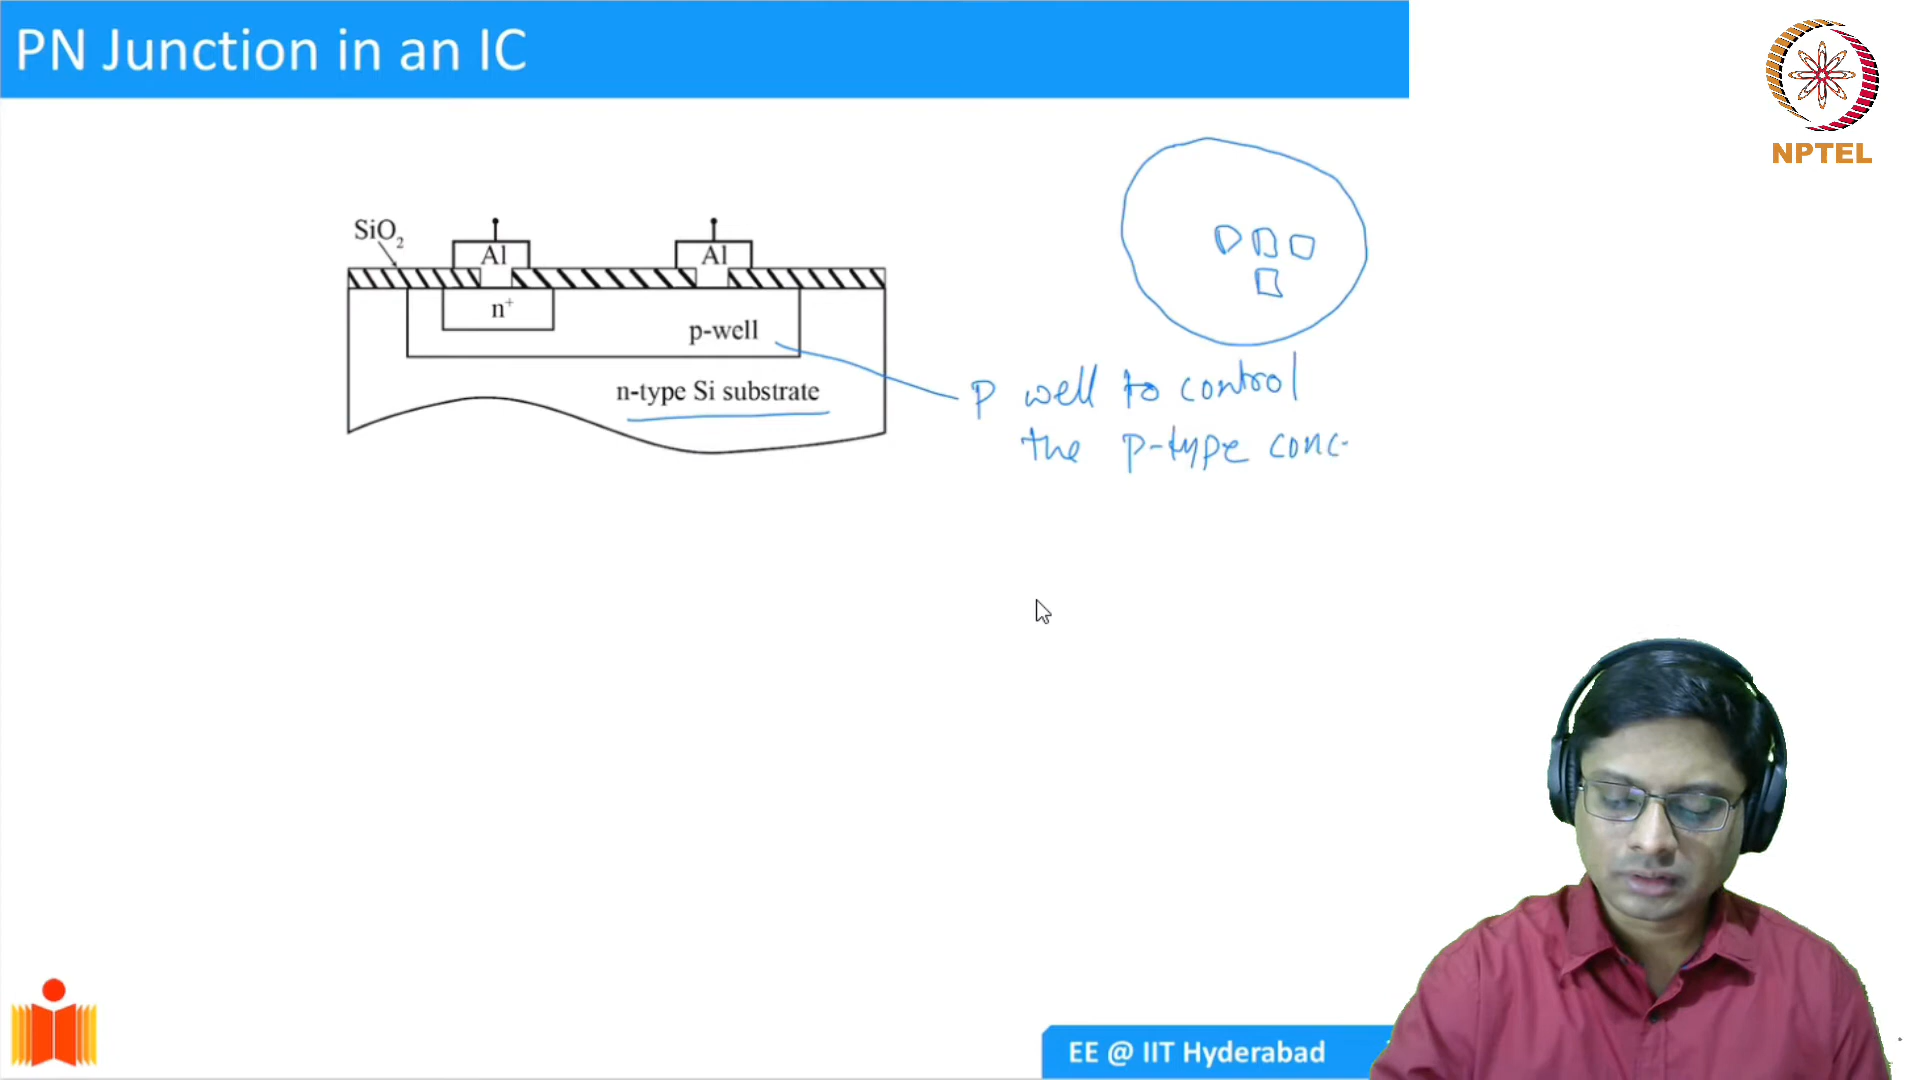 PN Junction in an IC
NPTEL
SiO2
Al
Al
n+
p-well
n-type Si substrate
P well to control
the p-type conc.
EE @ IIT Hyderabad